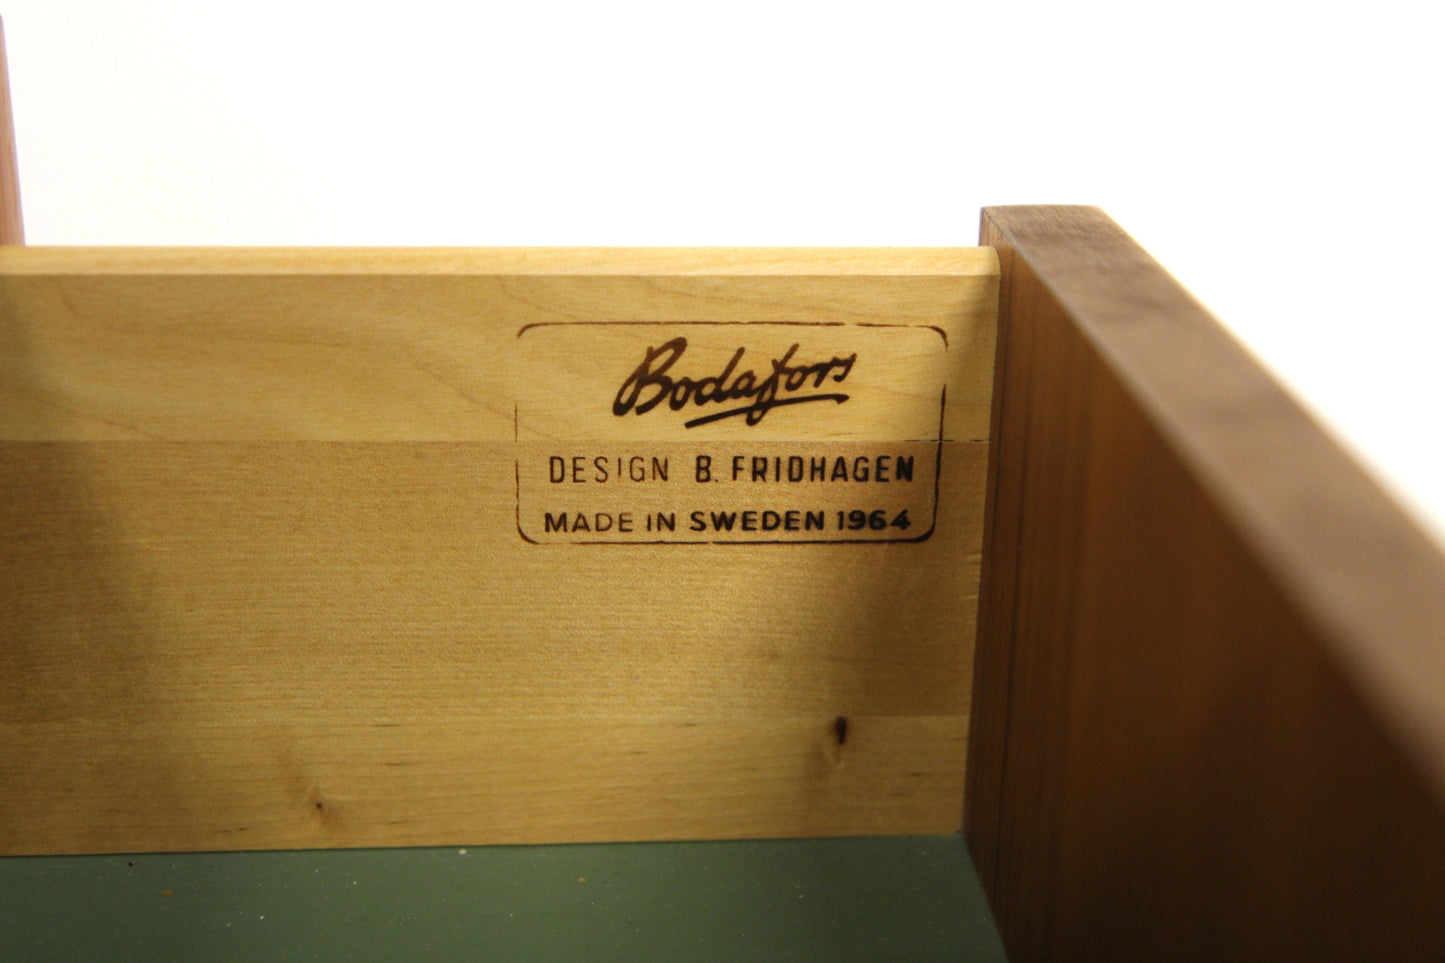 Bodafors
DESIGN B. FRIDHAGEN
MADE IN SWEDEN 1964